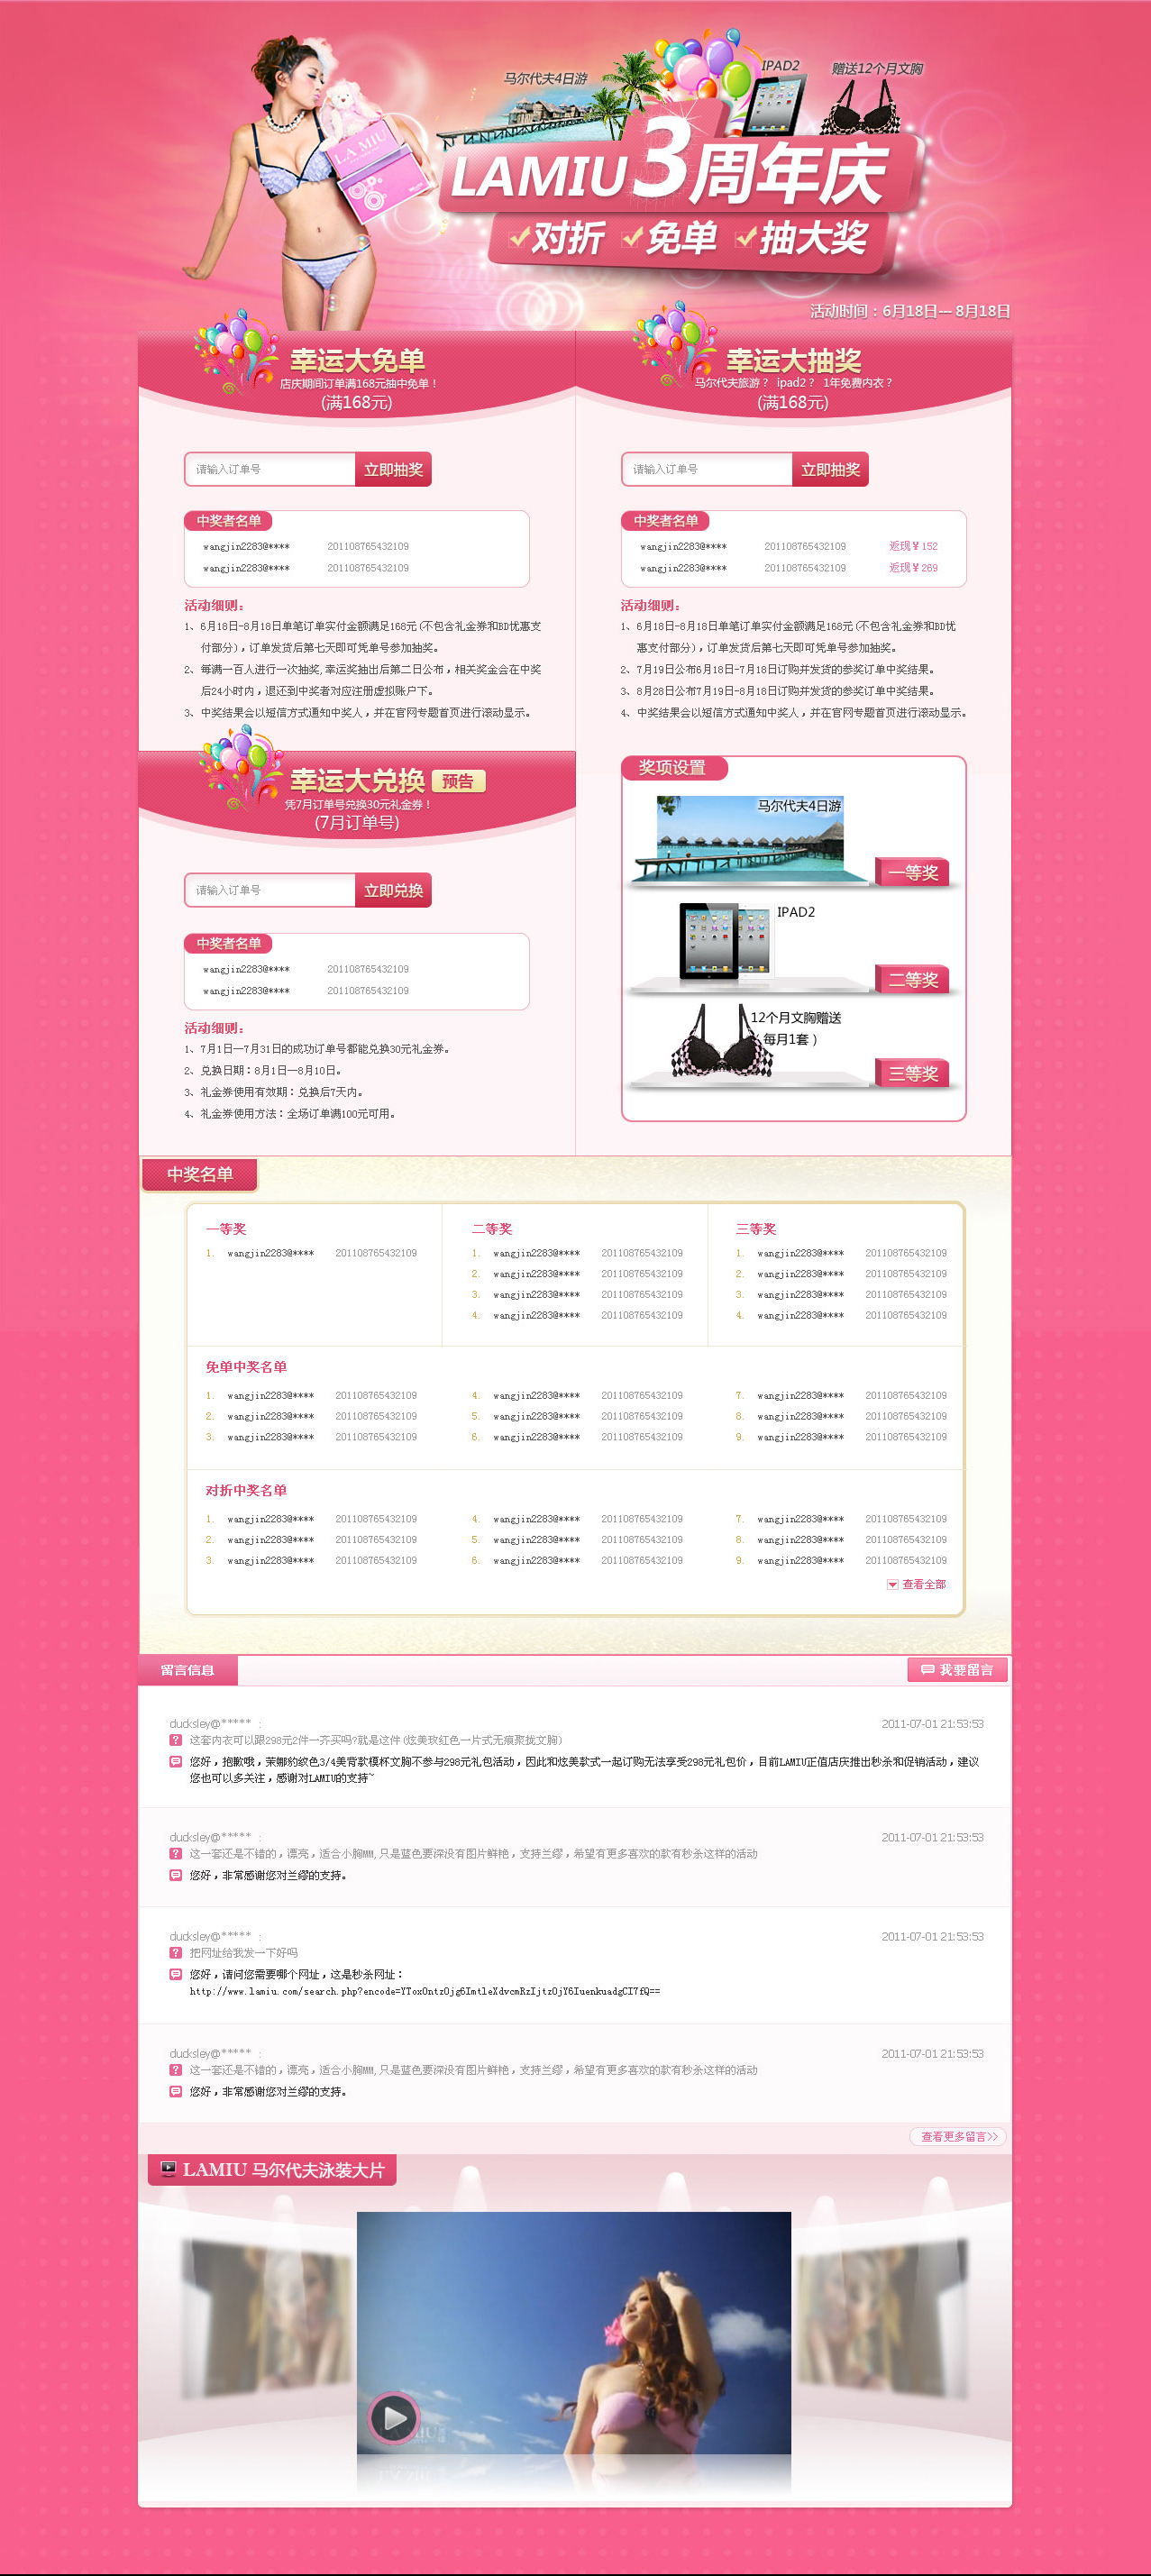 马尔代夫4日游
IPAD2
赠送12个月文胸
LA MIU
LAMIU3周年庆
对折 免单 抽大奖
活动时间：6月18日— 8月18日
幸运大免单
店庆期间订单满168元抽中免单！
(满168元)
请输入订单号 立即抽奖
中奖者名单
wangjin2283@**** 201108765432109
wangjin2283@**** 201108765432109
活动细则：
1、6月18日-8月18日单笔订单实付金额满足168元(不包含礼金券和BD优惠支
付部分)，订单发货后第七天即可凭单号参加抽奖。
2、每满一百人进行一次抽奖,幸运奖抽出后第二日公布，相关奖金会在中奖
后24小时内，退还到中奖者对应注册虚拟账户下。
3、中奖结果会以短信方式通知中奖人，并在官网专题首页进行滚动显示。
幸运大抽奖
马尔代夫旅游？ ipad2？ 1年免费内衣？
(满168元)
请输入订单号 立即抽奖
中奖者名单
wangjin2283@**** 201108765432109 返现￥152
wangjin2283@**** 201108765432109 返现￥269
活动细则：
1、6月18日-8月18日单笔订单实付金额满足168元(不包含礼金券和BD优
惠支付部分)，订单发货后第七天即可凭单号参加抽奖。
2、7月19日公布6月18日-7月18日订购并发货的参奖订单中奖结果。
3、8月28日公布7月19日-8月18日订购并发货的参奖订单中奖结果。
4、中奖结果会以短信方式通知中奖人，并在官网专题首页进行滚动显示。
幸运大兑换 预告
凭7月订单号兑换30元礼金券！
(7月订单号)
请输入订单号 立即兑换
中奖者名单
wangjin2283@**** 201108765432109
wangjin2283@**** 201108765432109
活动细则：
1、7月1日—7月31日的成功订单号都能兑换30元礼金券。
2、兑换日期：8月1日—8月10日。
3、礼金券使用有效期：兑换后7天内。
4、礼金券使用方法：全场订单满100元可用。
奖项设置
马尔代夫4日游
一等奖
IPAD2
二等奖
12个月文胸赠送
（每月1套）
三等奖
中奖名单
一等奖 二等奖 三等奖
1. wangjin2283@**** 201108765432109 1. wangjin2283@**** 201108765432109 1. wangjin2283@**** 201108765432109
2. wangjin2283@**** 201108765432109 2. wangjin2283@**** 201108765432109
3. wangjin2283@**** 201108765432109 3. wangjin2283@**** 201108765432109
4. wangjin2283@**** 201108765432109 4. wangjin2283@**** 201108765432109
免单中奖名单
1. wangjin2283@**** 201108765432109 4. wangjin2283@**** 201108765432109 7. wangjin2283@**** 201108765432109
2. wangjin2283@**** 201108765432109 5. wangjin2283@**** 201108765432109 8. wangjin2283@**** 201108765432109
3. wangjin2283@**** 201108765432109 6. wangjin2283@**** 201108765432109 9. wangjin2283@**** 201108765432109
对折中奖名单
1. wangjin2283@**** 201108765432109 4. wangjin2283@**** 201108765432109 7. wangjin2283@**** 201108765432109
2. wangjin2283@**** 201108765432109 5. wangjin2283@**** 201108765432109 8. wangjin2283@**** 201108765432109
3. wangjin2283@**** 201108765432109 6. wangjin2283@**** 201108765432109 9. wangjin2283@**** 201108765432109
查看全部
留言信息 我要留言
ducksley@***** ： 2011-07-01 21:53:53
这套内衣可以跟298元2件一齐买吗?就是这件(炫美玫红色一片式无痕聚拢文胸)
您好，抱歉哦，茉娜豹纹色3/4美背款模杯文胸不参与298元礼包活动，因此和炫美款式一起订购无法享受298元礼包价，目前LAMIU正值店庆推出秒杀和促销活动，建议
您也可以多关注，感谢对LAMIU的支持~
ducksley@***** ： 2011-07-01 21:53:53
这一套还是不错的，漂亮，适合小胸MM,只是蓝色要深没有图片鲜艳，支持兰缪，希望有更多喜欢的款有秒杀这样的活动
您好，非常感谢您对兰缪的支持。
ducksley@***** ： 2011-07-01 21:53:53
把网址给我发一下好吗
您好，请问您需要哪个网址，这是秒杀网址：
http://www.lamiu.com/search.php?encode=YToxOntzOjg6ImtleXdvcmRzIjtzOjY6IuenkuadgCI7fQ==
ducksley@***** ： 2011-07-01 21:53:53
这一套还是不错的，漂亮，适合小胸MM,只是蓝色要深没有图片鲜艳，支持兰缪，希望有更多喜欢的款有秒杀这样的活动
您好，非常感谢您对兰缪的支持。
查看更多留言>>
LAMIU 马尔代夫泳装大片